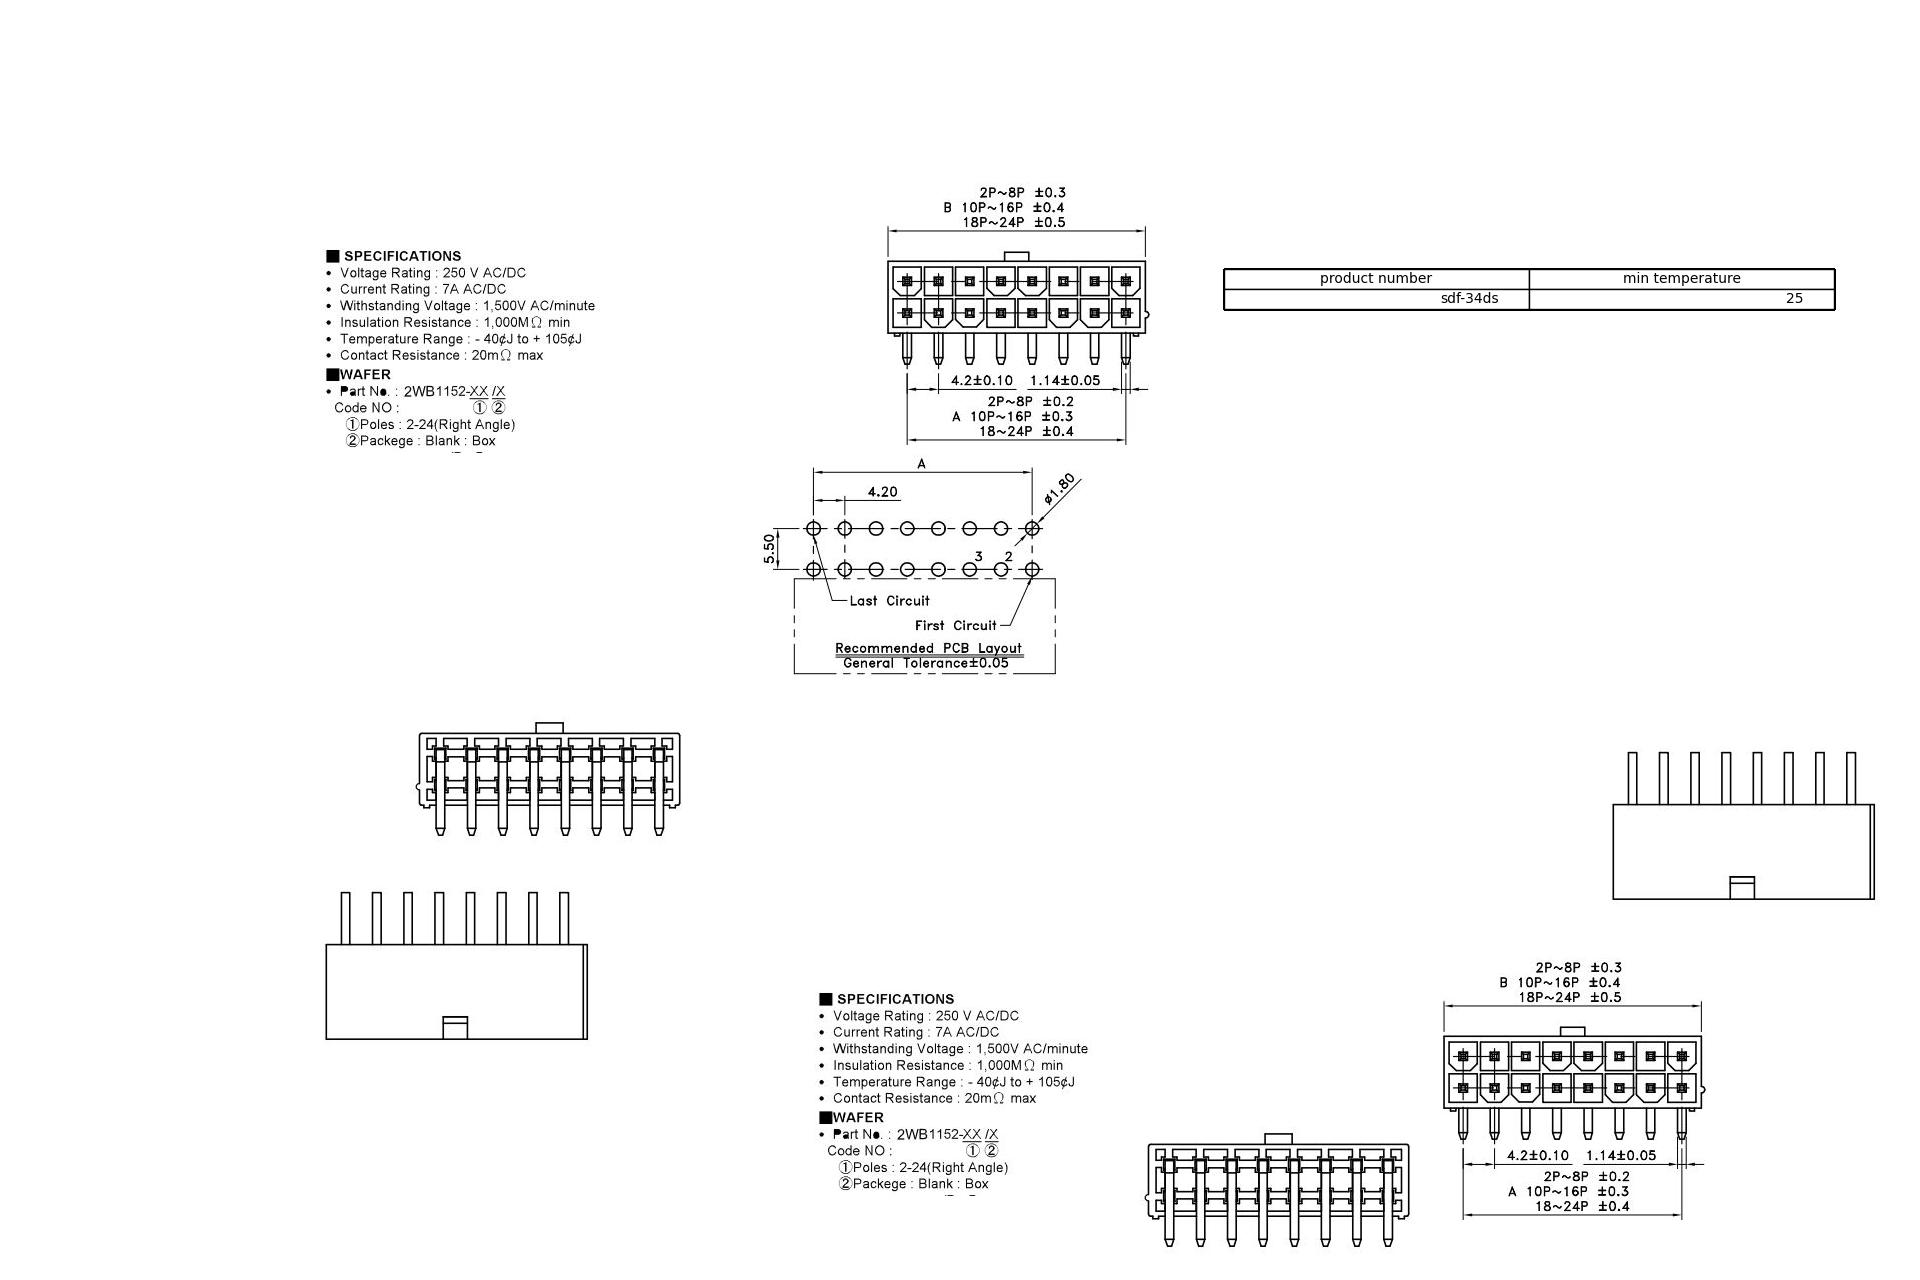 2P~8P ±0.3
B 10P~16P ±0.4
18P~24P ±0.5
■ SPECIFICATIONS
• Voltage Rating : 250 V AC/DC
• Current Rating : 7A AC/DC
• Withstanding Voltage : 1,500V AC/minute
• Insulation Resistance : 1,000MΩ min
• Temperature Range : - 40¢J to + 105¢J
• Contact Resistance : 20mΩ max
■WAFER
• Part No. : 2WB1152-XX /X
Code NO : ① ②
①Poles : 2-24(Right Angle)
②Packege : Blank : Box
product number min temperature
sdf-34ds 25
4.2±0.10 1.14±0.05
2P~8P ±0.2
A 10P~16P ±0.3
18~24P ±0.4
A
4.20
ø1.80
5.50
3 2
Last Circuit
First Circuit
Recommended PCB Layout
General Tolerance±0.05
2P~8P ±0.3
B 10P~16P ±0.4
18P~24P ±0.5
■ SPECIFICATIONS
• Voltage Rating : 250 V AC/DC
• Current Rating : 7A AC/DC
• Withstanding Voltage : 1,500V AC/minute
• Insulation Resistance : 1,000MΩ min
• Temperature Range : - 40¢J to + 105¢J
• Contact Resistance : 20mΩ max
■WAFER
• Part No. : 2WB1152-XX /X
Code NO : ① ②
①Poles : 2-24(Right Angle)
②Packege : Blank : Box
4.2±0.10 1.14±0.05
2P~8P ±0.2
A 10P~16P ±0.3
18~24P ±0.4